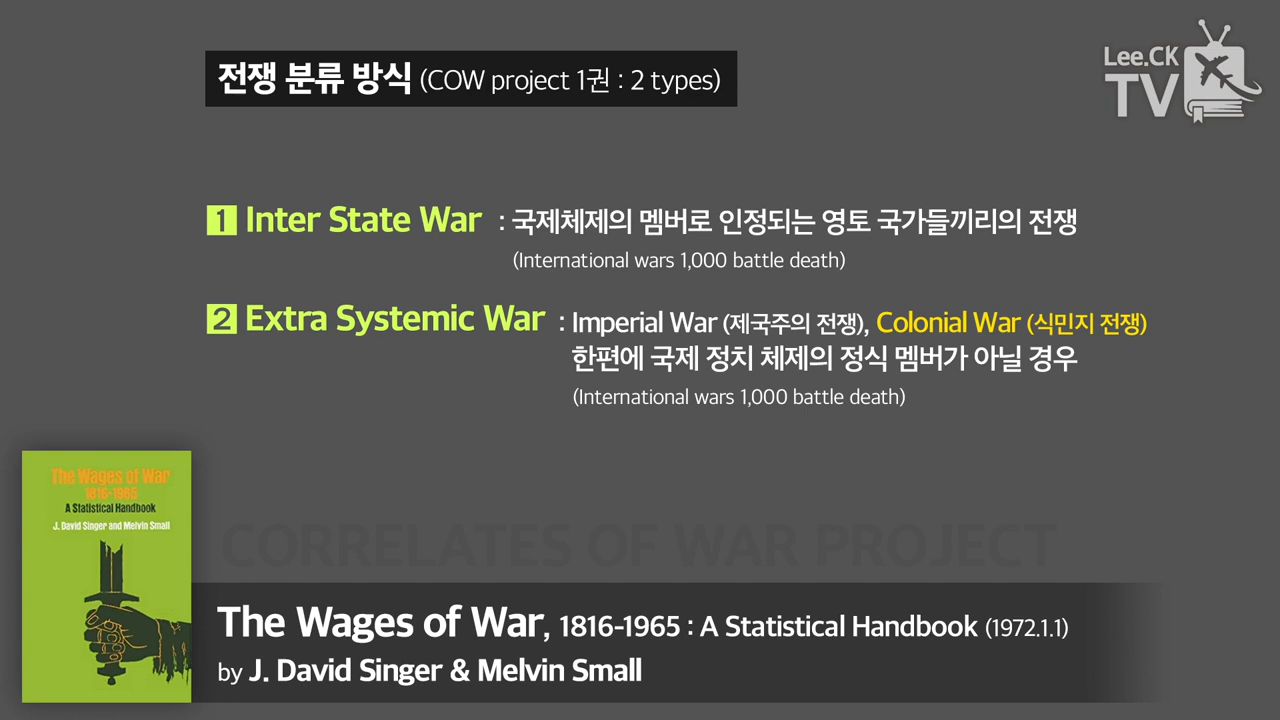 전쟁 분류 방식 (COW project 1권 : 2 types)
Lee.CK
TV
1 Inter State War : 국제체제의 멤버로 인정되는 영토 국가들끼리의 전쟁
(International wars 1,000 battle death)
2 Extra Systemic War : Imperial War (제국주의 전쟁), Colonial War (식민지 전쟁)
한편에 국제 정치 체제의 정식 멤버가 아닐 경우
(International wars 1,000 battle death)
The Wages of War
1816-1965
A Statistical Handbook
J. David Singer and Melvin Small
CORRELATES OF WAR PROJECT
The Wages of War, 1816-1965 : A Statistical Handbook (1972.1.1)
by J. David Singer & Melvin Small